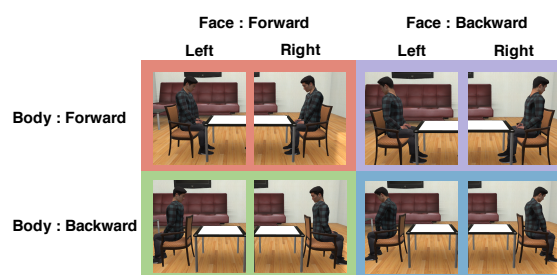 Face : Forward
Face : Backward
Left
Right
Left
Right
Body : Forward
Body : Backward